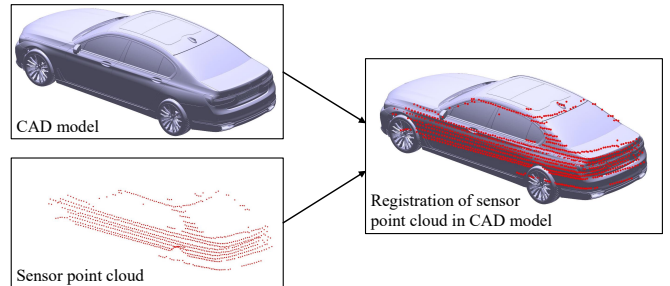 CAD model
Sensor point cloud
Registration of sensor
point cloud in CAD model